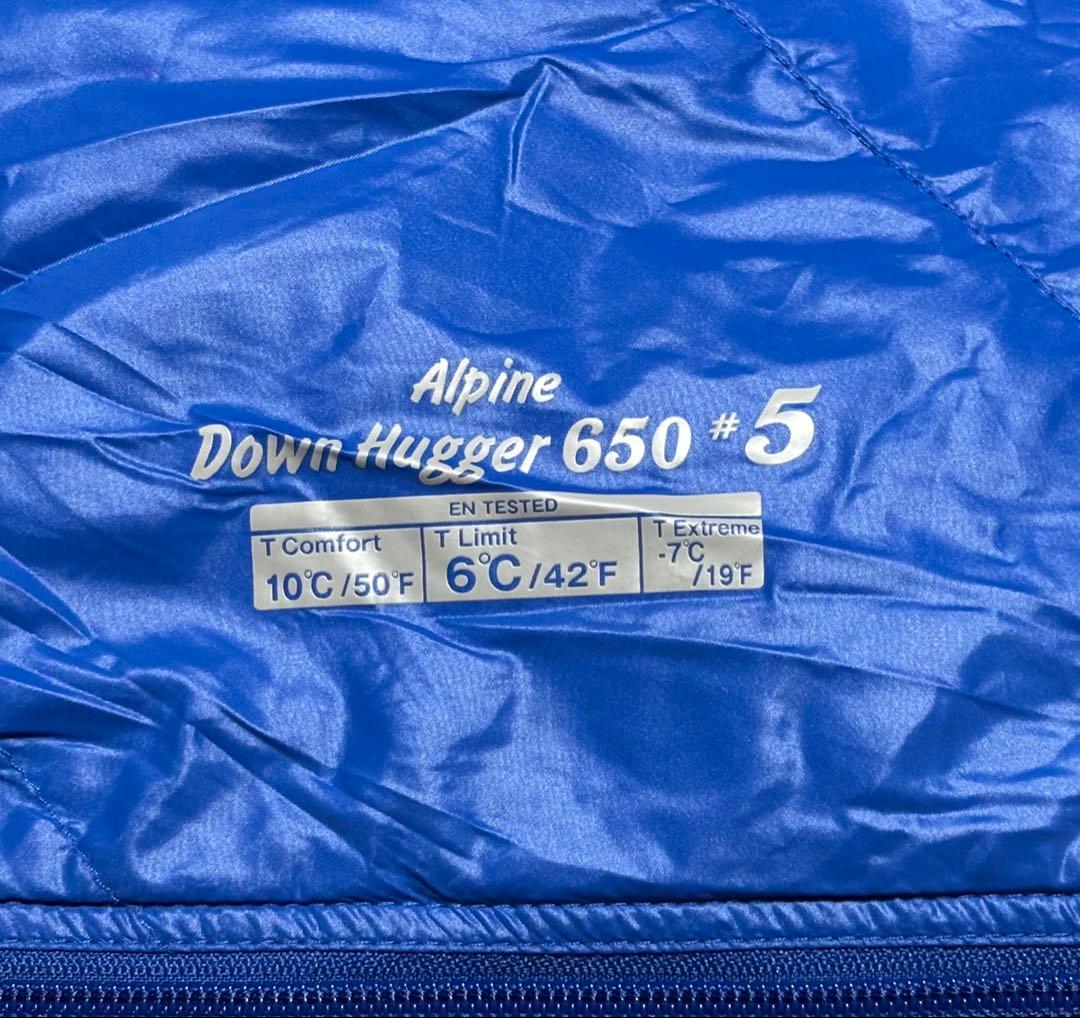 Alpine
Down Hugger 650 #5
EN TESTED
T Comfort
10°C/50°F
T Limit
6°C/42°F
T Extreme
-7°C
/19°F